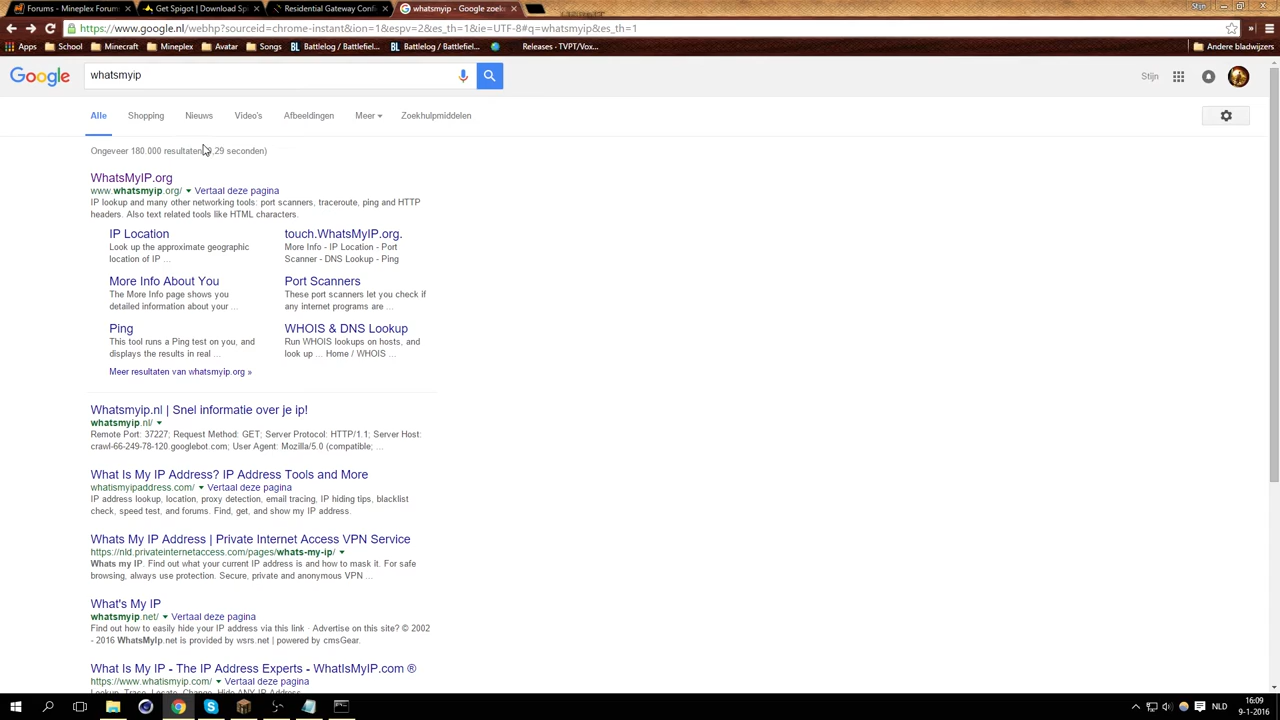 Forums - Mineplex Forum
Get Spigot | Download Sp
Residential Gateway Confi
whatsmyip - Google zoek
Stijn
https://www.google.nl/webhp?sourceid=chrome-instant&ion=1&espv=2&es_th=1&ie=UTF-8#q=whatsmyip&es_th=1
Apps
School
Minecraft
Mineplex
Avatar
Songs
BL Battlelog / Battlefiel...
BL Battlelog / Battlefiel...
Releases - TVPT/Vox...
Andere bladwijzers
Google
whatsmyip
Stijn
Alle
Shopping
Nieuws
Video's
Afbeeldingen
Meer
Zoekhulpmiddelen
Ongeveer 180.000 resultaten ,29 seconden)
WhatsMyIP.org
www.whatsmyip.org/ Vertaal deze pagina
IP lookup and many other networking tools: port scanners, traceroute, ping and HTTP
headers. Also text related tools like HTML characters.
IP Location
Look up the approximate geographic
location of IP ...
touch.WhatsMyIP.org.
More Info - IP Location - Port
Scanner - DNS Lookup - Ping
More Info About You
The More Info page shows you
detailed information about your ...
Port Scanners
These port scanners let you check if
any internet programs are ...
Ping
This tool runs a Ping test on you, and
displays the results in real ...
WHOIS & DNS Lookup
Run WHOIS lookups on hosts, and
look up ... Home / WHOIS ...
Meer resultaten van whatsmyip.org »
Whatsmyip.nl | Snel informatie over je ip!
whatsmyip.nl/
Remote Port: 37227; Request Method: GET; Server Protocol: HTTP/1.1; Server Host:
crawl-66-249-78-120.googlebot.com; User Agent: Mozilla/5.0 (compatible; ...
What Is My IP Address? IP Address Tools and More
whatismyipaddress.com/ Vertaal deze pagina
IP address lookup, location, proxy detection, email tracing, IP hiding tips, blacklist
check, speed test, and forums. Find, get, and show my IP address.
Whats My IP Address | Private Internet Access VPN Service
https://nld.privateinternetaccess.com/pages/whats-my-ip/
Whats my IP. Find out what your current IP address is and how to mask it. For safe
browsing, always use protection. Secure, private and anonymous VPN ...
What's My IP
whatsmyip.net/ Vertaal deze pagina
Find out how to easily hide your IP address via this link · Advertise on this site? © 2002
- 2016 WhatsMyIp.net is provided by wsrs.net | powered by cmsGear.
What Is My IP - The IP Address Experts - WhatIsMyIP.com ®
https://www.whatismyip.com/ Vertaal deze pagina
Lookup, Trace, Locate, Change, Hide ANY IP Address
NLD
16:09
9-1-2016